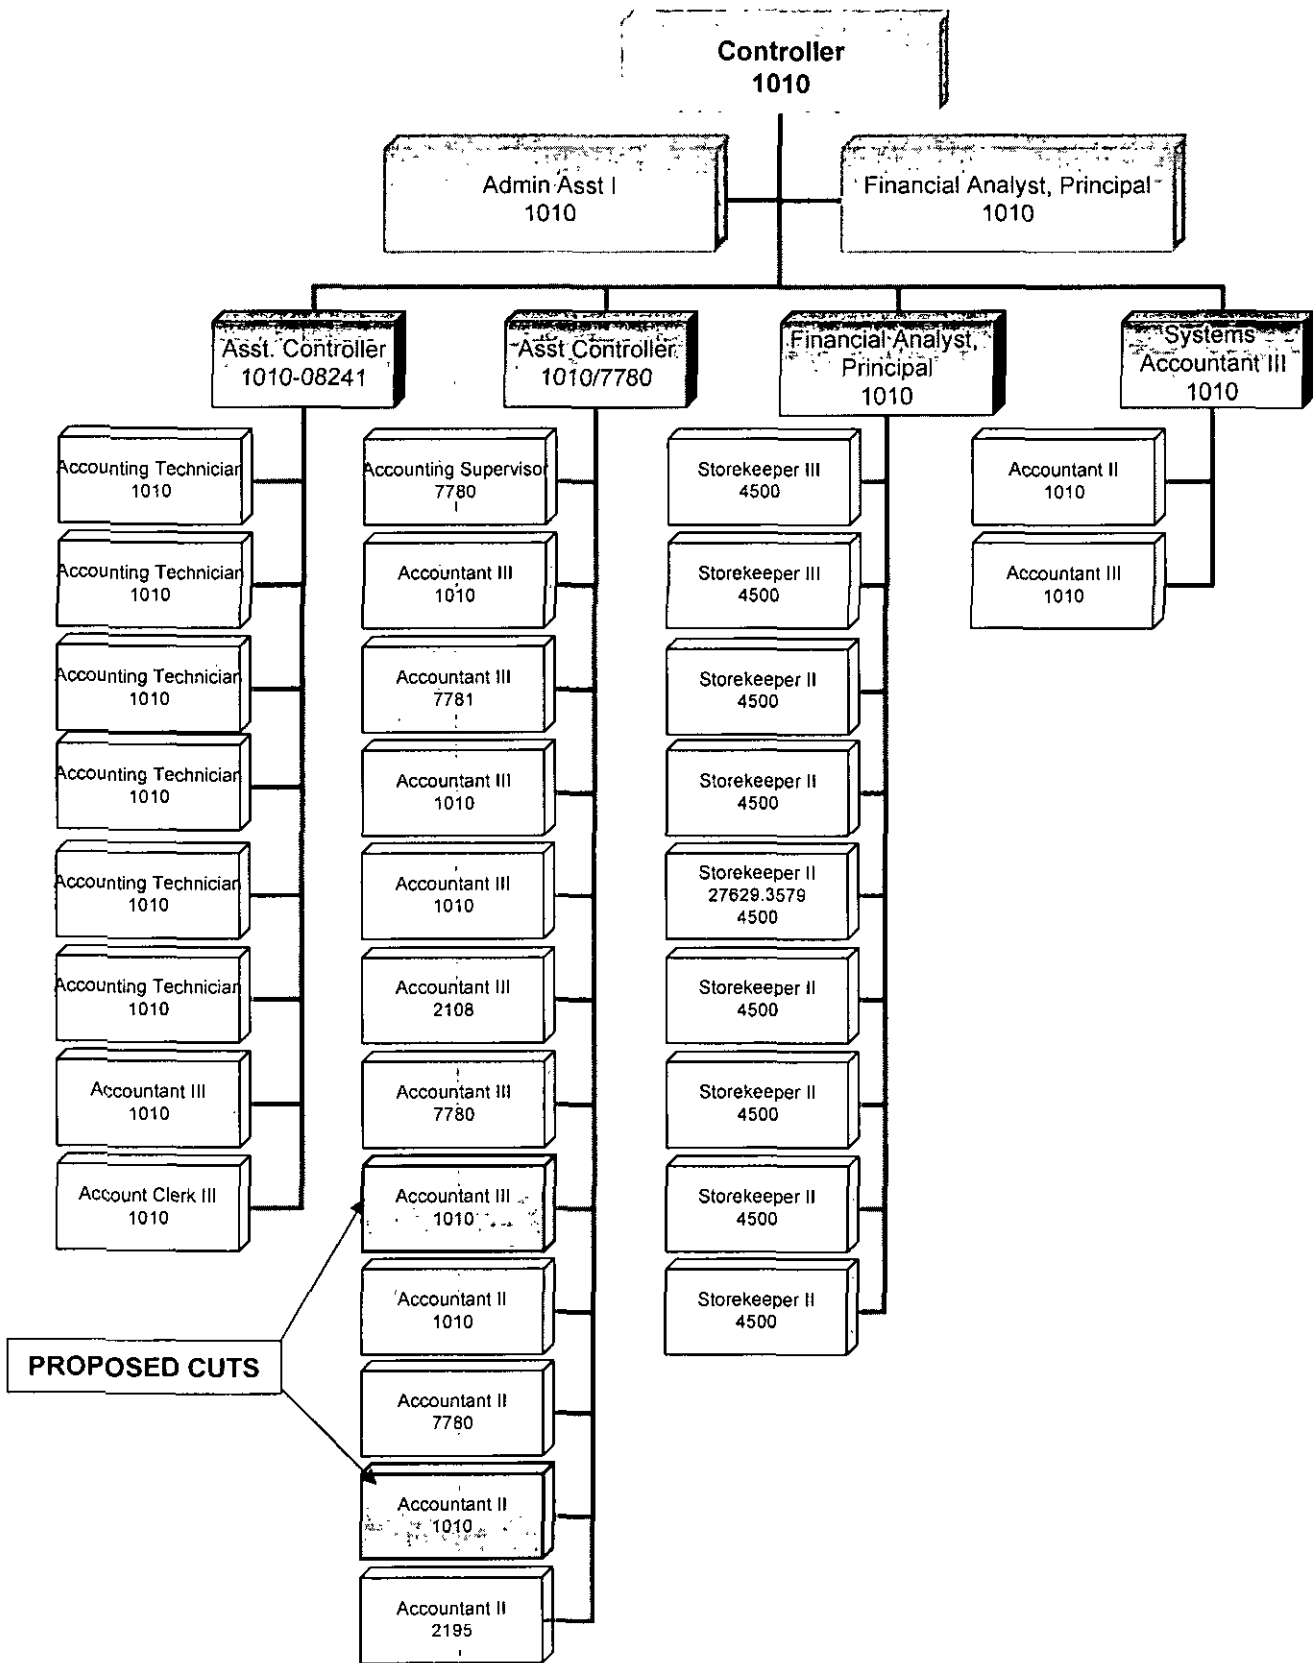 Controller
1010
Admin Asst I
1010
Financial Analyst, Principal
1010
Asst. Controller
1010-08241
Asst Controller
1010/7780
Financial Analyst,
Principal
1010
Systems
Accountant III
1010
Accounting Technician
1010
Accounting Technician
1010
Accounting Technician
1010
Accounting Technician
1010
Accounting Technician
1010
Accounting Technician
1010
Accountant III
1010
Account Clerk III
1010
Accounting Supervisor
7780
Accountant III
1010
Accountant III
7781
Accountant III
1010
Accountant III
1010
Accountant III
2108
Accountant III
7780
Accountant III
1010
Accountant II
1010
Accountant II
7780
Accountant II
1010
Accountant II
2195
Storekeeper III
4500
Storekeeper III
4500
Storekeeper II
4500
Storekeeper II
4500
Storekeeper II
27629.3579
4500
Storekeeper II
4500
Storekeeper II
4500
Storekeeper II
4500
Storekeeper II
4500
Accountant II
1010
Accountant III
1010
PROPOSED CUTS